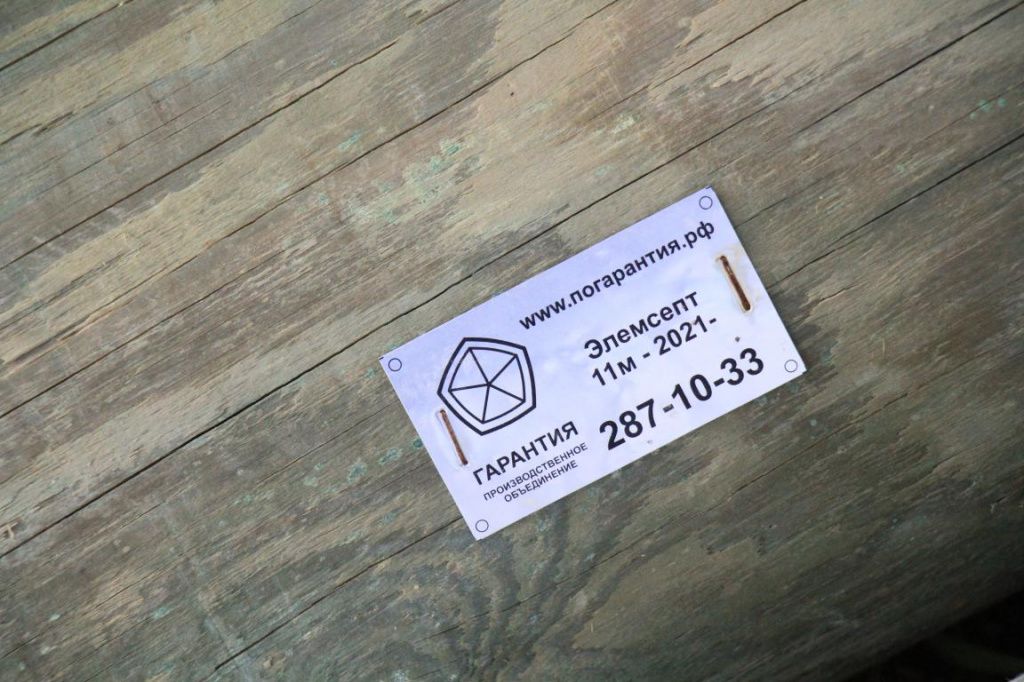 www.погарантия.рф
Элемсепт
11м - 2021-
287-10-33
ГАРАНТИЯ
ПРОИЗВОДСТВЕННОЕ
ОБЪЕДИНЕНИЕ